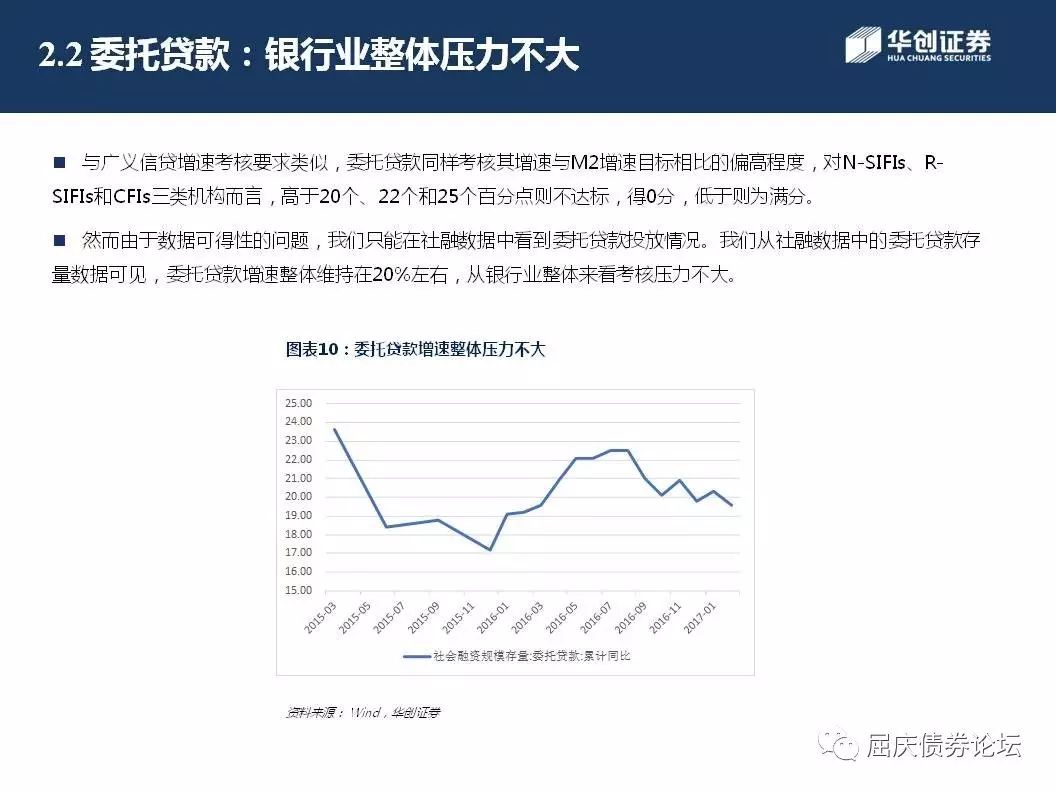 2.2 委托贷款：银行业整体压力不大
华创证券
HUA CHUANG SECURITIES
■ 与广义信贷增速考核要求类似，委托贷款同样考核其增速与M2增速目标相比的偏高程度，对N-SIFIs、R-
SIFIs和CFIs三类机构而言，高于20个、22个和25个百分点则不达标，得0分，低于则为满分。
■ 然而由于数据可得性的问题，我们只能在社融数据中看到委托贷款投放情况。我们从社融数据中的委托贷款存
量数据可见，委托贷款增速整体维持在20%左右，从银行业整体来看考核压力不大。
图表10：委托贷款增速整体压力不大
25.00
24.00
23.00
22.00
21.00
20.00
19.00
18.00
17.00
16.00
15.00
2015-03
2015-05
2015-07
2015-09
2015-11
2016-01
2016-03
2016-05
2016-07
2016-09
2016-11
2017-01
社会融资规模存量:委托贷款:累计同比
资料来源：Wind，华创证券
屈庆债券论坛